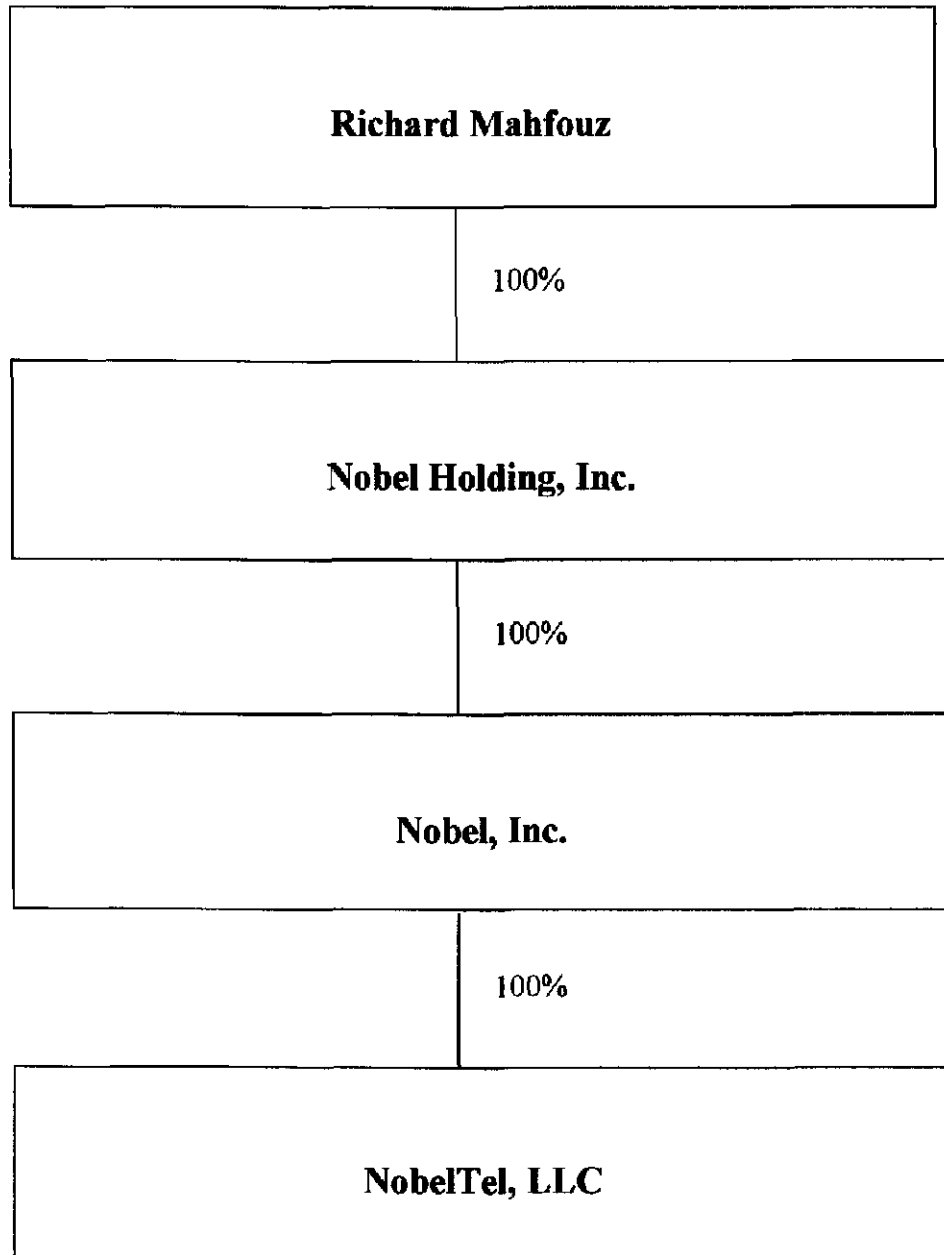 Richard Mahfouz
100%
Nobel Holding, Inc.
100%
Nobel, Inc.
100%
NobelTel, LLC